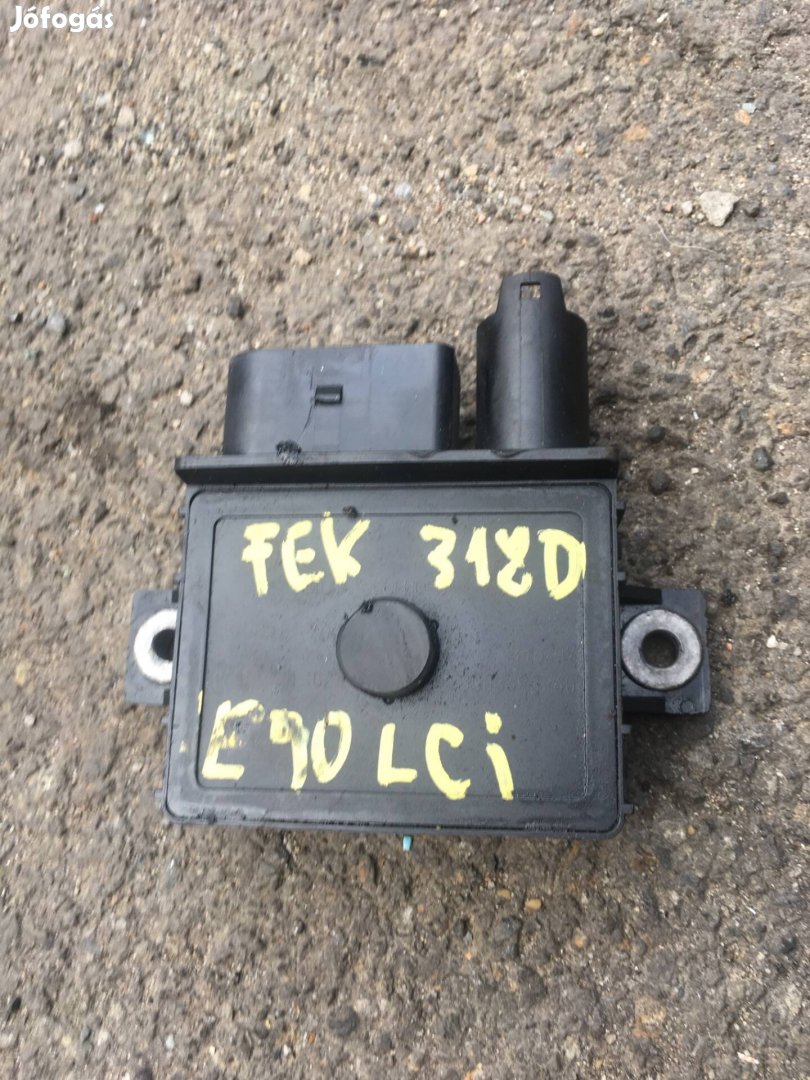 Jófogás
FEK 318D
E90 LCi